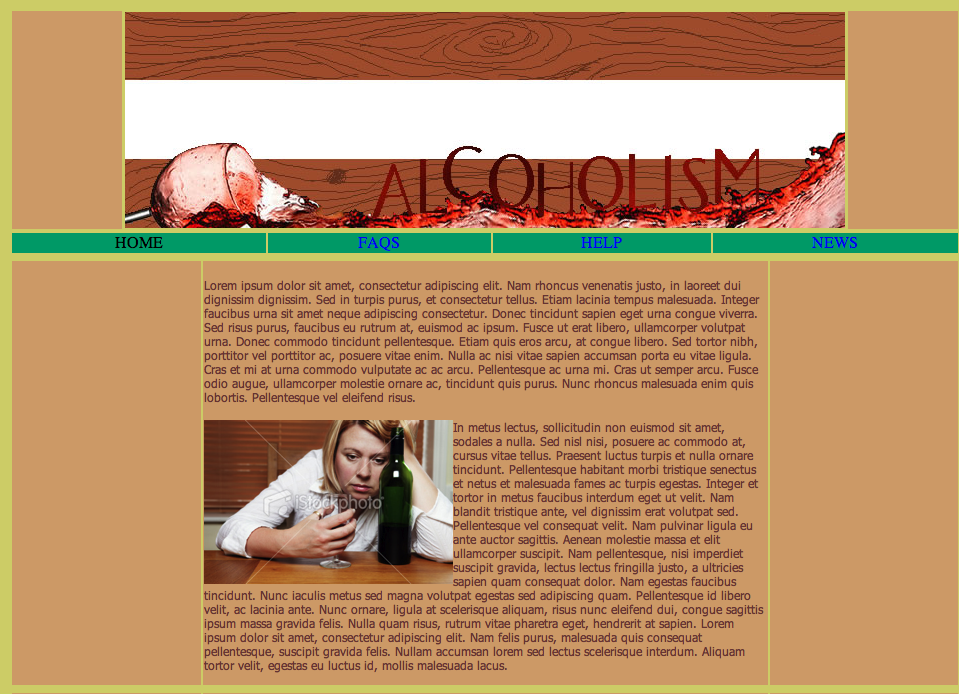 ALCOHOLISM
HOME FAQS HELP NEWS
Lorem ipsum dolor sit amet, consectetur adipiscing elit. Nam rhoncus venenatis justo, in laoreet dui
dignissim dignissim. Sed in turpis purus, et consectetur tellus. Etiam lacinia tempus malesuada. Integer
faucibus urna sit amet neque adipiscing consectetur. Donec tincidunt sapien eget urna congue viverra.
Sed risus purus, faucibus eu rutrum at, euismod ac ipsum. Fusce ut erat libero, ullamcorper volutpat
urna. Donec commodo tincidunt pellentesque. Etiam quis eros arcu, at congue libero. Sed tortor nibh,
porttitor vel porttitor ac, posuere vitae enim. Nulla ac nisi vitae sapien accumsan porta eu vitae ligula.
Cras et mi at urna commodo vulputate ac ac arcu. Pellentesque ac urna mi. Cras ut semper arcu. Fusce
odio augue, ullamcorper molestie ornare ac, tincidunt quis purus. Nunc rhoncus malesuada enim quis
lobortis. Pellentesque vel eleifend risus.
iStockphoto
In metus lectus, sollicitudin non euismod sit amet,
sodales a nulla. Sed nisl nisi, posuere ac commodo at,
cursus vitae tellus. Praesent luctus turpis et nulla ornare
tincidunt. Pellentesque habitant morbi tristique senectus
et netus et malesuada fames ac turpis egestas. Integer et
tortor in metus faucibus interdum eget ut velit. Nam
blandit tristique ante, vel dignissim erat volutpat sed.
Pellentesque vel consequat velit. Nam pulvinar ligula eu
ante auctor sagittis. Aenean molestie massa et elit
ullamcorper suscipit. Nam pellentesque, nisi imperdiet
suscipit gravida, lectus lectus fringilla justo, a ultricies
sapien quam consequat dolor. Nam egestas faucibus
tincidunt. Nunc iaculis metus sed magna volutpat egestas sed adipiscing quam. Pellentesque id libero
velit, ac lacinia ante. Nunc ornare, ligula at scelerisque aliquam, risus nunc eleifend dui, congue sagittis
ipsum massa gravida felis. Nulla quam risus, rutrum vitae pharetra eget, hendrerit at sapien. Lorem
ipsum dolor sit amet, consectetur adipiscing elit. Nam felis purus, malesuada quis consequat
pellentesque, suscipit gravida felis. Nullam accumsan lorem sed lectus scelerisque interdum. Aliquam
tortor velit, egestas eu luctus id, mollis malesuada lacus.